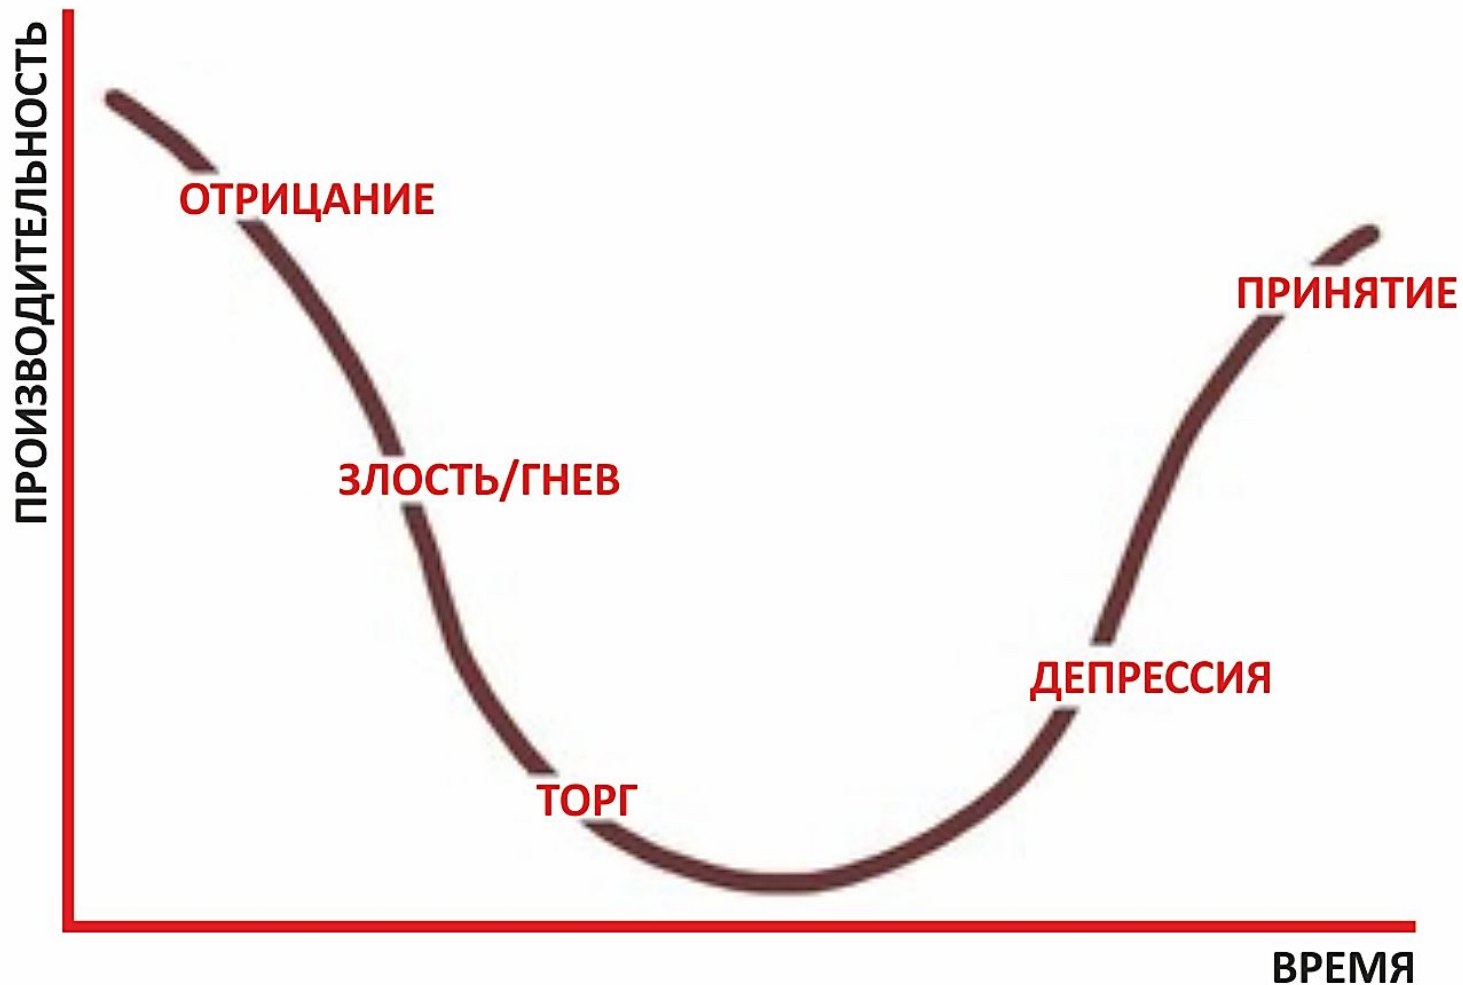 ПРОИЗВОДИТЕЛЬНОСТЬ
ОТРИЦАНИЕ
ПРИНЯТИЕ
ЗЛОСТЬ/ГНЕВ
ДЕПРЕССИЯ
ТОРГ
ВРЕМЯ